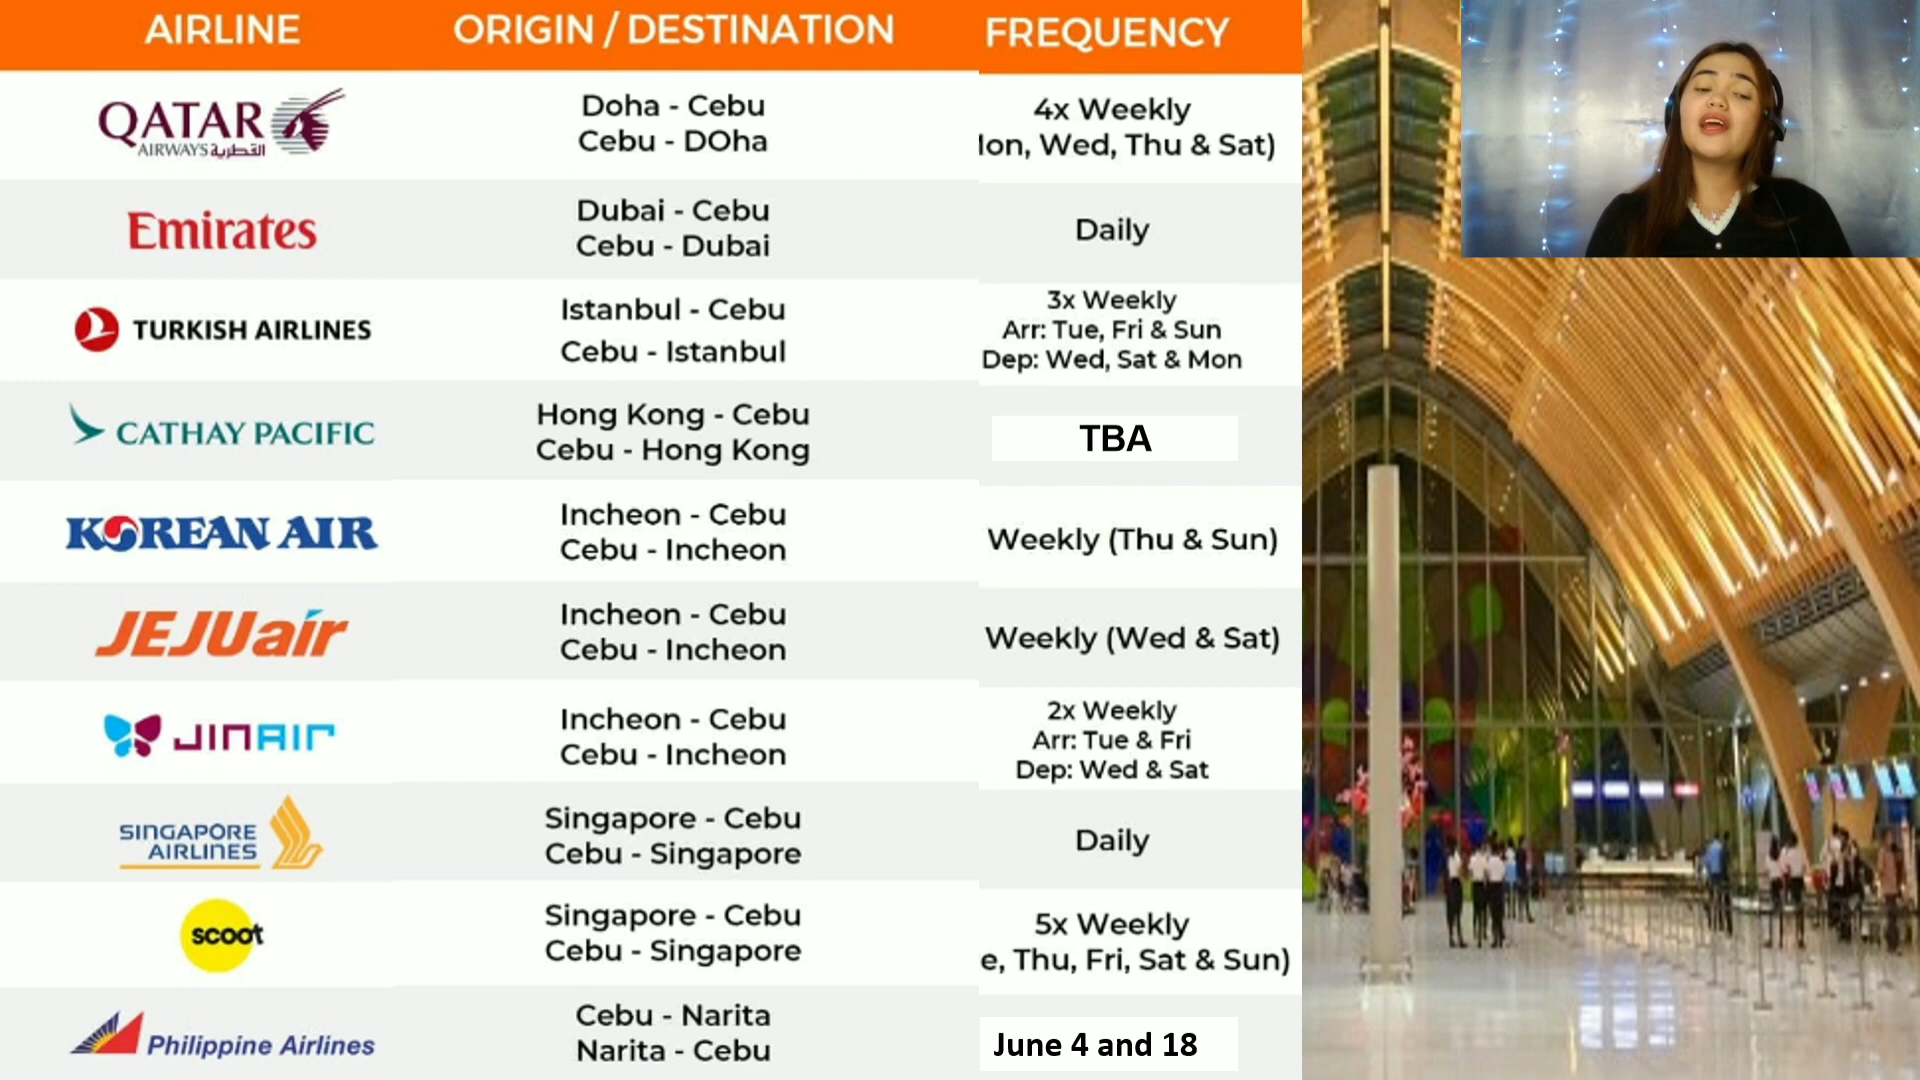 AIRLINE ORIGIN / DESTINATION FREQUENCY
QATAR
AIRWAYS القطرية
Doha - Cebu
Cebu - DOha
4x Weekly
Wed, Thu & Sat)
Emirates
Dubai - Cebu
Cebu - Dubai
Daily
TURKISH AIRLINES
Istanbul - Cebu
Cebu - Istanbul
3x Weekly
Arr: Tue, Fri & Sun
Dep: Wed, Sat & Mon
CATHAY PACIFIC
Hong Kong - Cebu
Cebu - Hong Kong
TBA
KOREAN AIR
Incheon - Cebu
Cebu - Incheon
Weekly (Thu & Sun)
JEJUair
Incheon - Cebu
Cebu - Incheon
Weekly (Wed & Sat)
JINAIR
Incheon - Cebu
Cebu - Incheon
2x Weekly
Arr: Tue & Fri
Dep: Wed & Sat
SINGAPORE
AIRLINES
Singapore - Cebu
Cebu - Singapore
Daily
scoot
Singapore - Cebu
Cebu - Singapore
5x Weekly
e, Thu, Fri, Sat & Sun)
Philippine Airlines
Cebu - Narita
Narita - Cebu
June 4 and 18